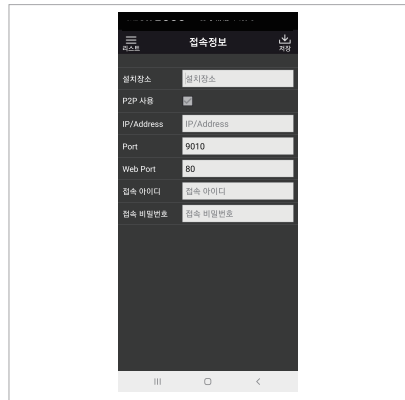 리스트
접속정보
저장
설치장소 설치장소
P2P 사용
IP/Address IP/Address
Port 9010
Web Port 80
접속 아이디 접속 아이디
접속 비밀번호 접속 비밀번호